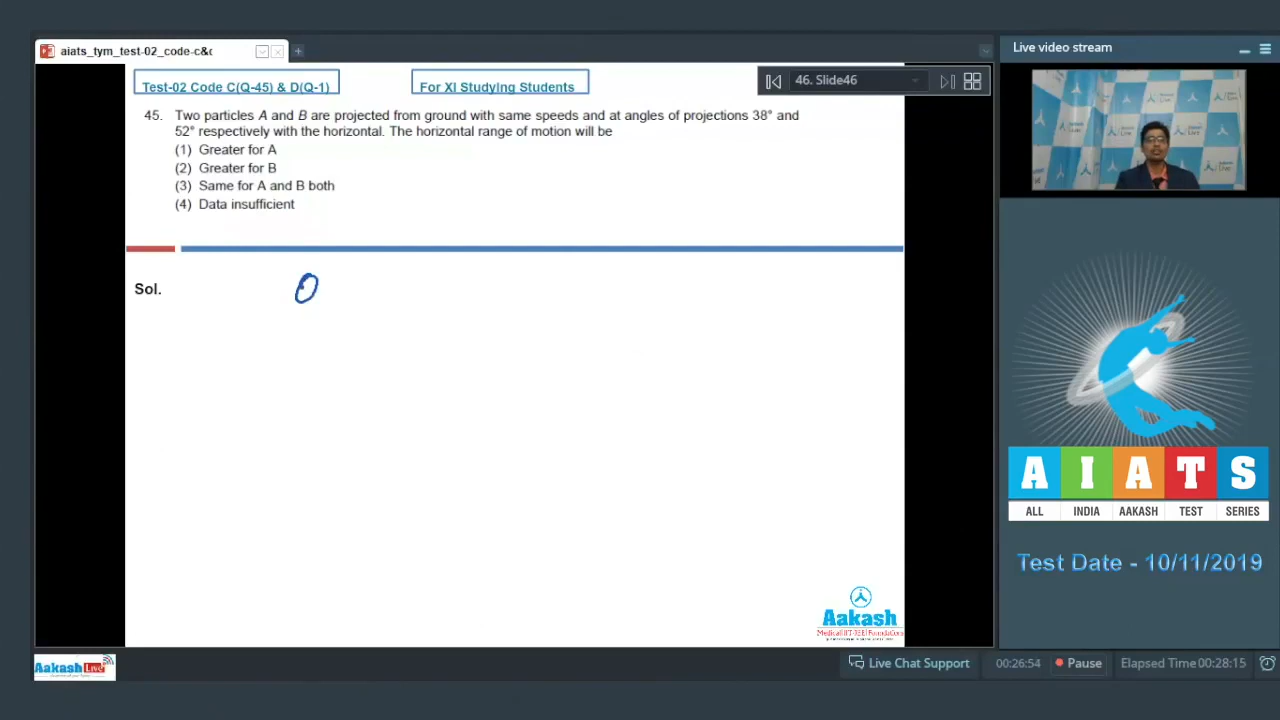 aiats_tym_test-02_code-c&c
Live video stream
Test-02 Code C(Q-45) & D(Q-1)
For XI Studying Students
46. Slide46
45. Two particles A and B are projected from ground with same speeds and at angles of projections 38° and
52° respectively with the horizontal. The horizontal range of motion will be
(1) Greater for A
(2) Greater for B
(3) Same for A and B both
(4) Data insufficient
Sol.
A I A T S
ALL INDIA AAKASH TEST SERIES
Test Date - 10/11/2019
Aakash
Medical|IIT-JEE|Foundations
Aakash Live
Live Chat Support
00:26:54
Pause
Elapsed Time 00:28:15